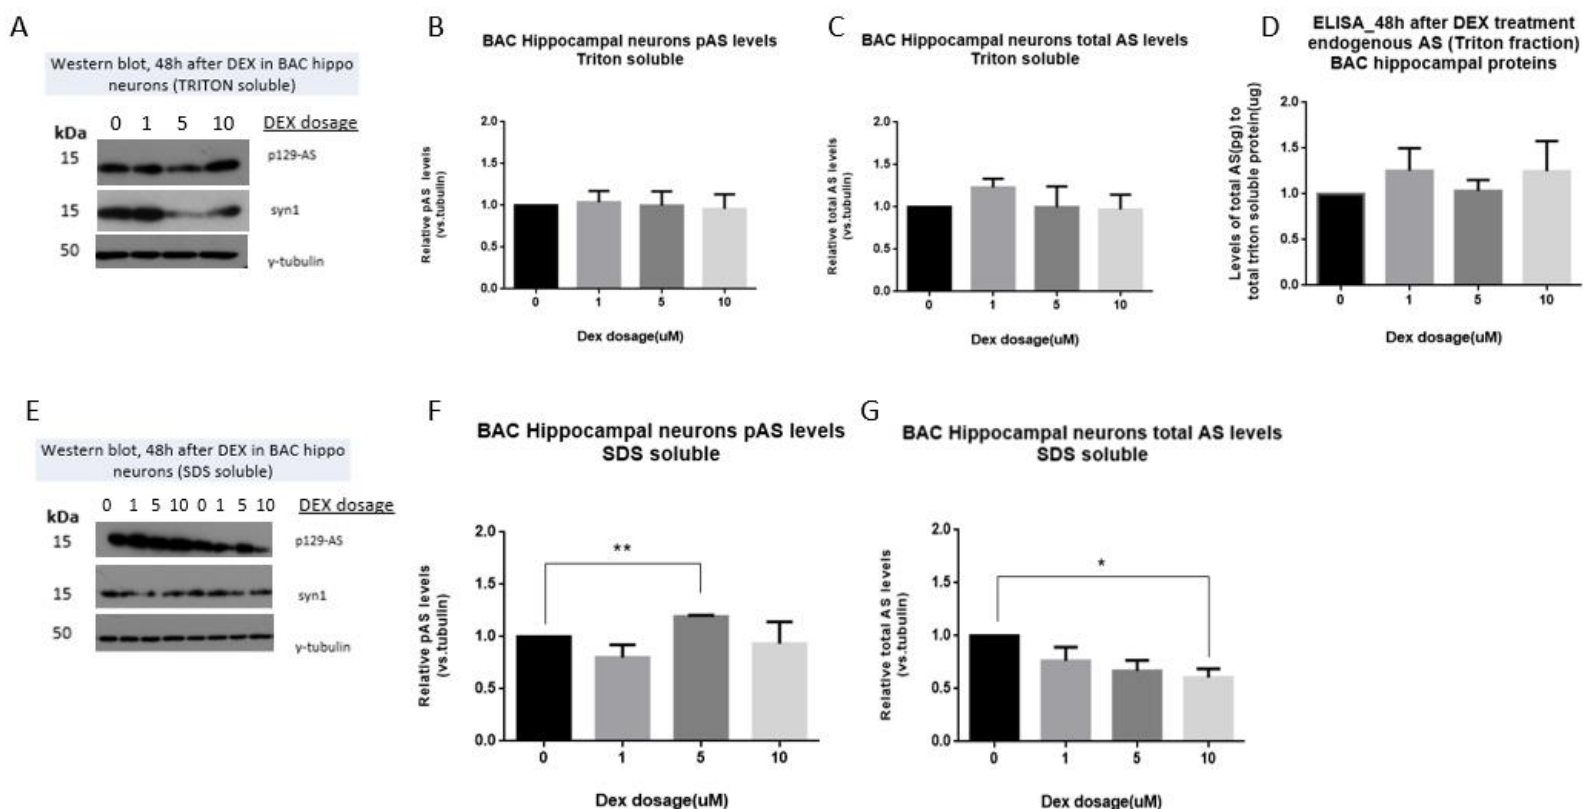 A
Western blot, 48h after DEX in BAC hippo
neurons (TRITON soluble)
0 1 5 10 DEX dosage
kDa
15 p129-AS
15 syn1
50 γ-tubulin
B
BAC Hippocampal neurons pAS levels
Triton soluble
Relative pAS levels
(vs.tubulin)
2.0
1.5
1.0
0.5
0.0
0 1 5 10
Dex dosage(uM)
C
BAC Hippocampal neurons total AS levels
Triton soluble
Relative total AS levels
(vs.tubulin)
2.0
1.5
1.0
0.5
0.0
0 1 5 10
Dex dosage(uM)
D
ELISA_48h after DEX treatment
endogenous AS (Triton fraction)
BAC hippocampal proteins
Levels of total AS(pg) to
total triton soluble protein(ug)
2.0
1.5
1.0
0.5
0.0
0 1 5 10
Dex dosage(uM)
E
Western blot, 48h after DEX in BAC hippo
neurons (SDS soluble)
0 1 5 10 0 1 5 10 DEX dosage
kDa
15 p129-AS
15 syn1
50 γ-tubulin
F
BAC Hippocampal neurons pAS levels
SDS soluble
Relative pAS levels
(vs.tubulin)
2.0
1.5
1.0
0.5
0.0
**
0 1 5 10
Dex dosage(uM)
G
BAC Hippocampal neurons total AS levels
SDS soluble
Relative total AS levels
(vs.tubulin)
2.0
1.5
1.0
0.5
0.0
*
0 1 5 10
Dex dosage(uM)